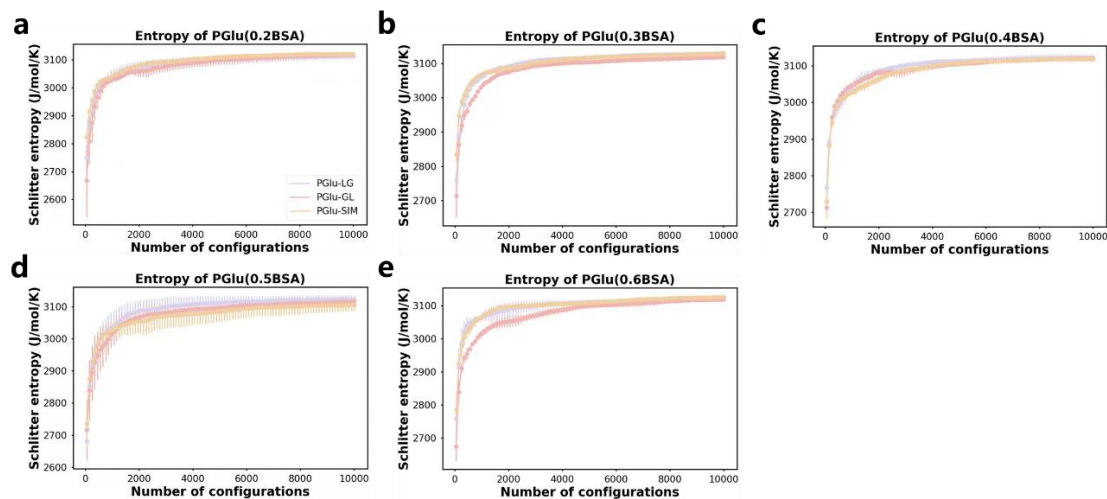 a
Entropy of PGlu(0.2BSA)
Schlitter entropy (J/mol/K)
3100
3000
2900
2800
2700
2600
PGlu-LG
PGlu-GL
PGlu-SIM
0 2000 4000 6000 8000 10000
Number of configurations
b
Entropy of PGlu(0.3BSA)
Schlitter entropy (J/mol/K)
3100
3000
2900
2800
2700
0 2000 4000 6000 8000 10000
Number of configurations
c
Entropy of PGlu(0.4BSA)
Schlitter entropy (J/mol/K)
3100
3000
2900
2800
2700
0 2000 4000 6000 8000 10000
Number of configurations
d
Entropy of PGlu(0.5BSA)
Schlitter entropy (J/mol/K)
3100
3000
2900
2800
2700
2600
0 2000 4000 6000 8000 10000
Number of configurations
e
Entropy of PGlu(0.6BSA)
Schlitter entropy (J/mol/K)
3100
3000
2900
2800
2700
0 2000 4000 6000 8000 10000
Number of configurations